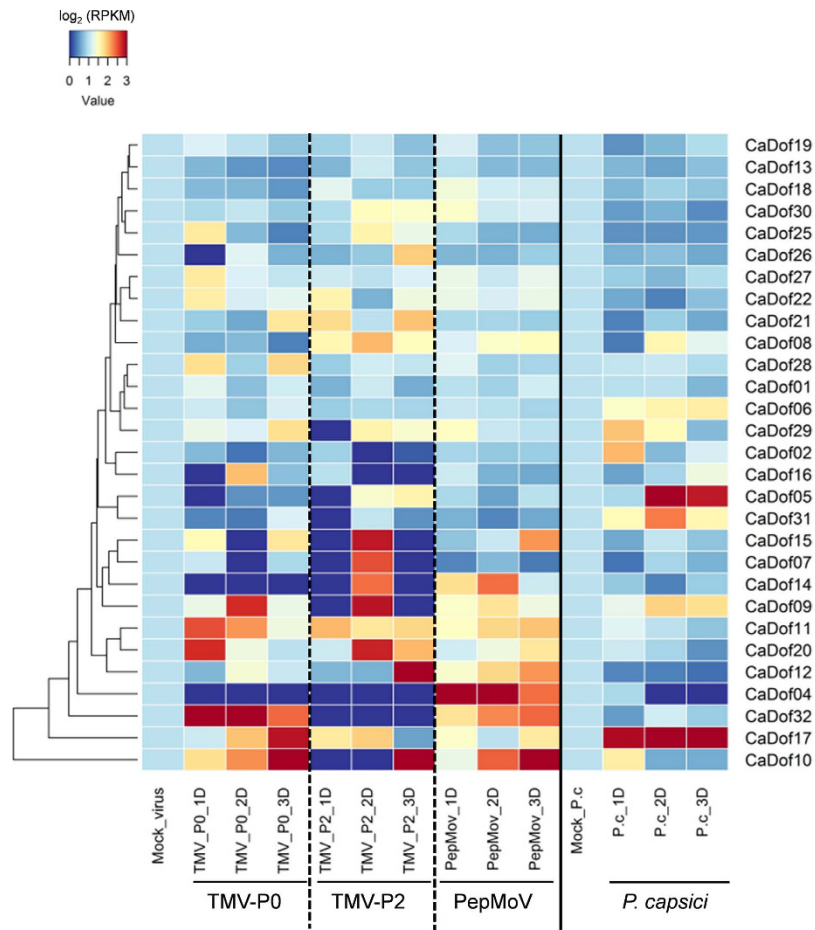 log2 (RPKM)
0 1 2 3
Value
CaDof19
CaDof13
CaDof18
CaDof30
CaDof25
CaDof26
CaDof27
CaDof22
CaDof21
CaDof08
CaDof28
CaDof01
CaDof06
CaDof29
CaDof02
CaDof16
CaDof05
CaDof31
CaDof15
CaDof07
CaDof14
CaDof09
CaDof11
CaDof20
CaDof12
CaDof04
CaDof32
CaDof17
CaDof10
Mock_virus
TMV_P0_1D
TMV_P0_2D
TMV_P0_3D
TMV_P2_1D
TMV_P2_2D
TMV_P2_3D
PepMov_1D
PepMov_2D
PepMov_3D
Mock_P.c
P.c_1D
P.c_2D
P.c_3D
TMV-P0 TMV-P2 PepMoV P. capsici